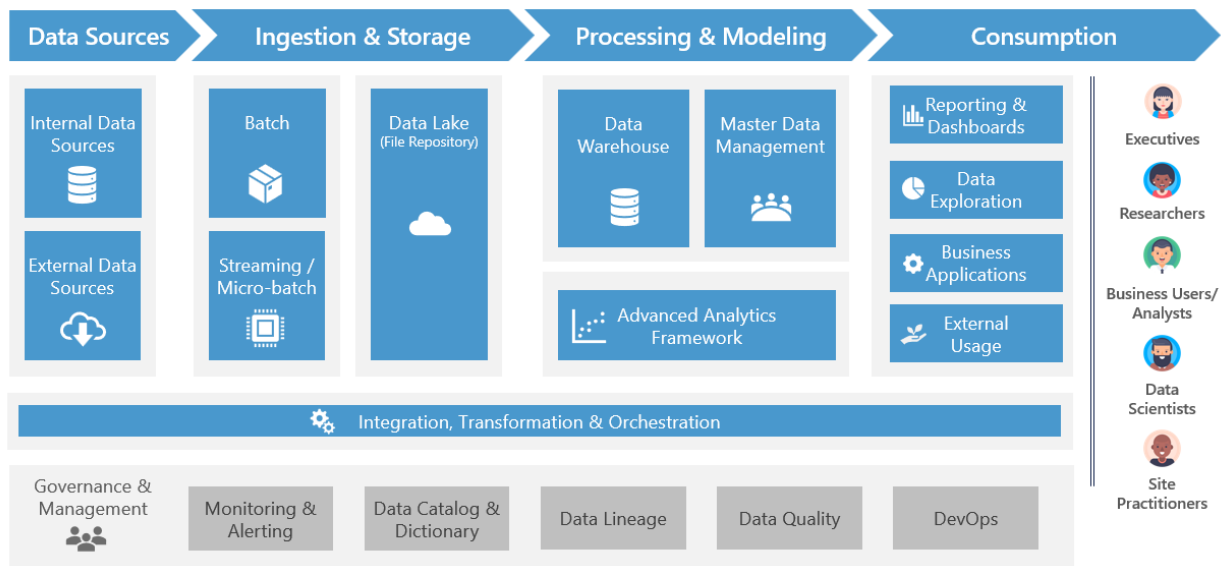 Data Sources
Ingestion & Storage
Processing & Modeling
Consumption
Internal Data
Sources
External Data
Sources
Batch
Streaming /
Micro-batch
Data Lake
(File Repository)
Data
Warehouse
Master Data
Management
Advanced Analytics
Framework
Reporting &
Dashboards
Data
Exploration
Business
Applications
External
Usage
Executives
Researchers
Business Users/
Analysts
Data
Scientists
Site
Practitioners
Integration, Transformation & Orchestration
Governance &
Management
Monitoring &
Alerting
Data Catalog &
Dictionary
Data Lineage
Data Quality
DevOps